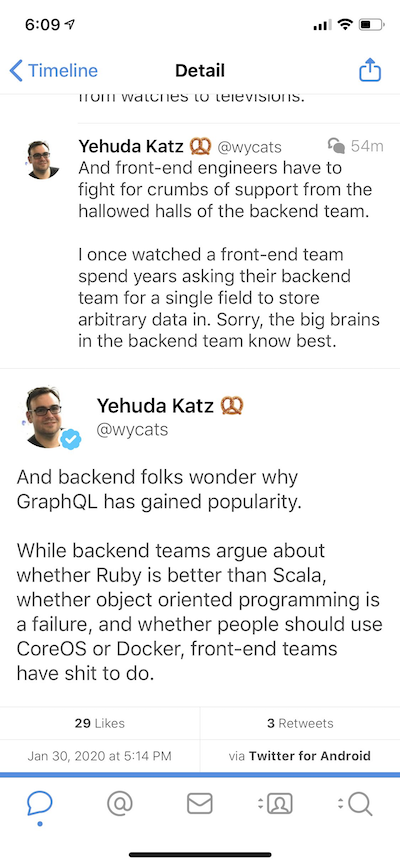 6:09
Timeline
Detail
from watches to televisions.
Yehuda Katz 🥨 @wycats 54m
And front-end engineers have to
fight for crumbs of support from the
hallowed halls of the backend team.
I once watched a front-end team
spend years asking their backend
team for a single field to store
arbitrary data in. Sorry, the big brains
in the backend team know best.
Yehuda Katz 🥨
@wycats
And backend folks wonder why
GraphQL has gained popularity.
While backend teams argue about
whether Ruby is better than Scala,
whether object oriented programming is
a failure, and whether people should use
CoreOS or Docker, front-end teams
have shit to do.
29 Likes
3 Retweets
Jan 30, 2020 at 5:14 PM
via Twitter for Android